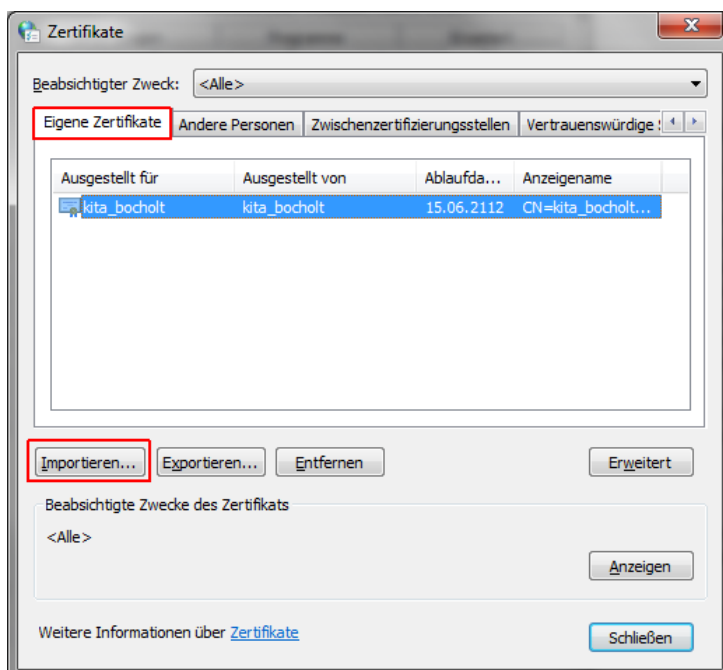 Zertifikate
Beabsichtigter Zweck: <Alle>
Eigene Zertifikate Andere Personen Zwischenzertifizierungsstellen Vertrauenswürdige
Ausgestellt für Ausgestellt von Ablaufda... Anzeigename
kita_bocholt kita_bocholt 15.06.2112 CN=kita_bocholt...
Importieren... Exportieren... Entfernen Erweitert
Beabsichtigte Zwecke des Zertifikats
<Alle>
Anzeigen
Weitere Informationen über Zertifikate
Schließen